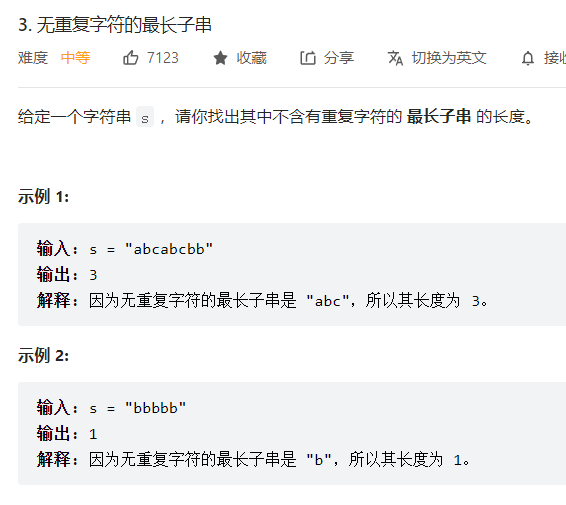 3. 无重复字符的最长子串
难度 中等 7123 收藏 分享 切换为英文 接收
给定一个字符串 s ，请你找出其中不含有重复字符的 最长子串 的长度。
示例 1:
输入: s = "abcabcbb"
输出: 3
解释: 因为无重复字符的最长子串是 "abc"，所以其长度为 3。
示例 2:
输入: s = "bbbbb"
输出: 1
解释: 因为无重复字符的最长子串是 "b"，所以其长度为 1。